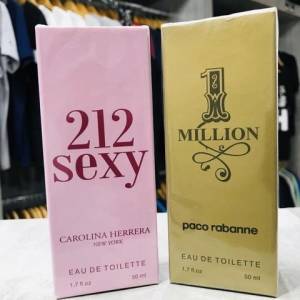 212
sexy
CAROLINA HERRERA
NEW YORK
EAU DE TOILETTE
1.7 fl oz 50 ml
1
MILLION
paco rabanne
EAU DE TOILETTE
1.7 fl oz 50 ml